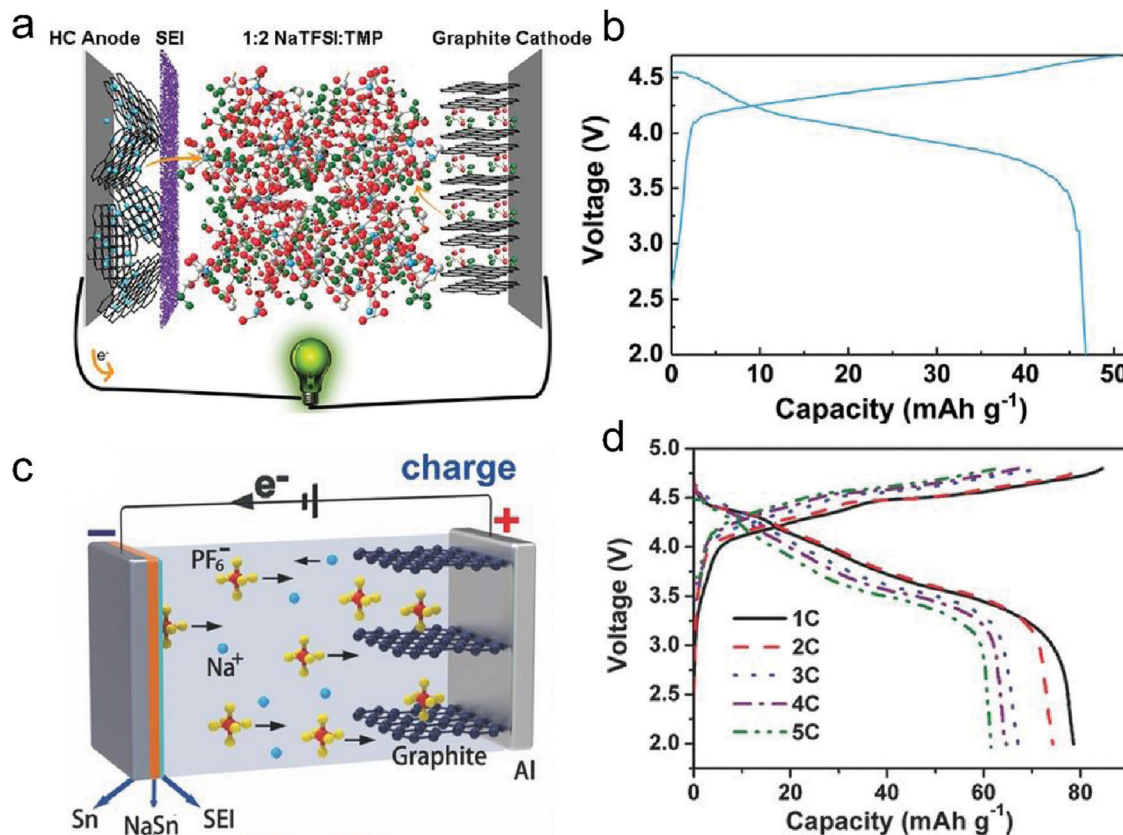 a
HC Anode SEI 1:2 NaTFSI:TMP Graphite Cathode
e-
b
Voltage (V)
4.5
4.0
3.5
3.0
2.5
2.0
0 10 20 30 40 50
Capacity (mAh g⁻¹)
c
charge
e⁻
− +
PF₆⁻
Na⁺
Graphite
Al
Sn NaSn SEI
d
Voltage (V)
5.0
4.5
4.0
3.5
3.0
2.5
2.0
1C
2C
3C
4C
5C
0 20 40 60 80
Capacity (mAh g⁻¹)